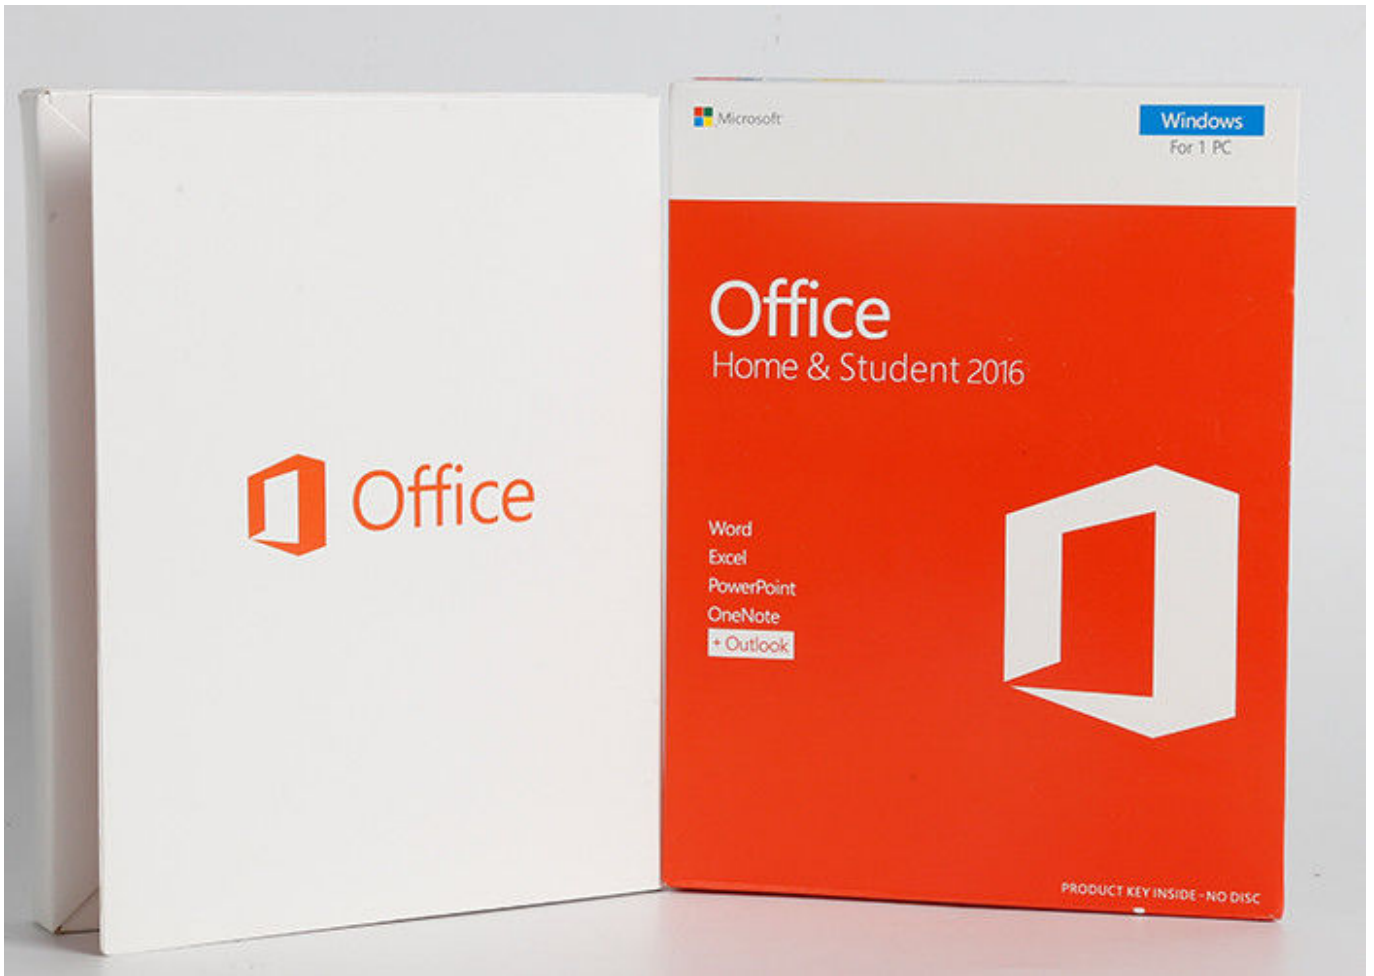 Office
Microsoft
Windows
For 1 PC
Office
Home & Student 2016
Word
Excel
PowerPoint
OneNote
+ Outlook
PRODUCT KEY INSIDE - NO DISC